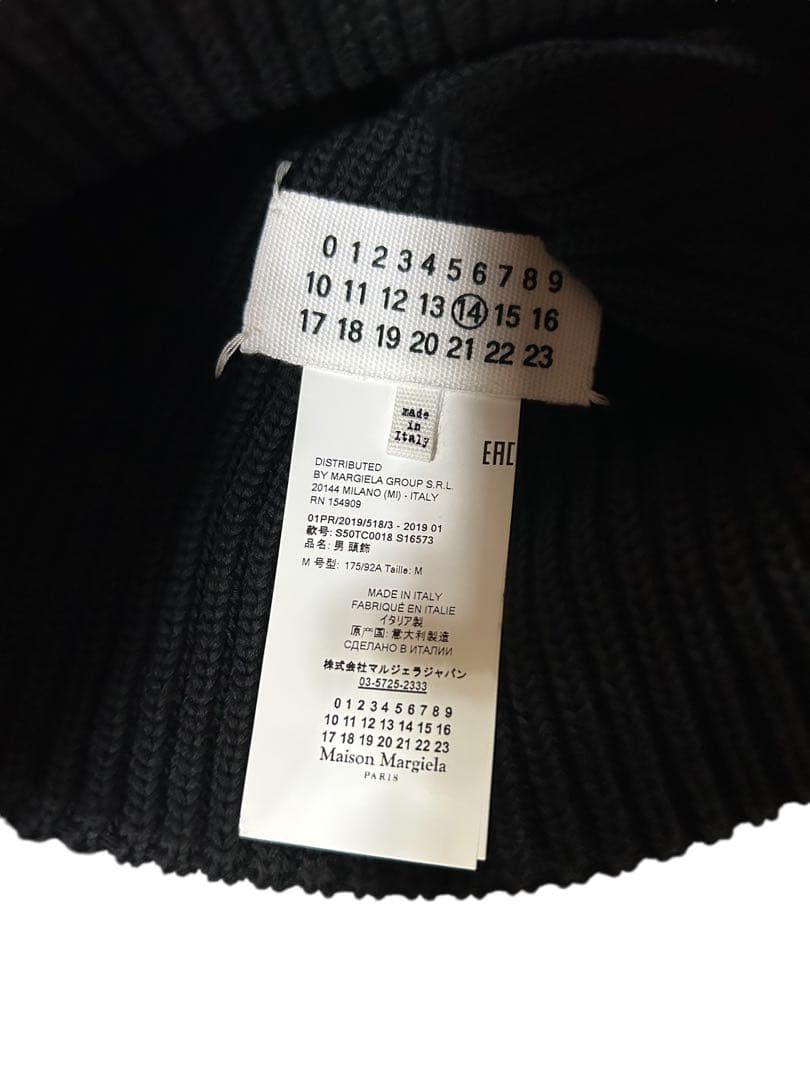 0 1 2 3 4 5 6 7 8 9
10 11 12 13 14 15 16
17 18 19 20 21 22 23
made
in
Italy
EAC
DISTRIBUTED
BY MARGIELA GROUP S.R.L.
20144 MILANO (MI) - ITALY
RN 154909
01PR/2019/518/3 - 2019 01
款号: S50TC0018 S16573
品名: 男 頭飾
M 号型: 175/92A Taille: M
MADE IN ITALY
FABRIQUÉ EN ITALIE
イタリア製
原产国: 意大利製造
СДЕЛАНО В ИТАЛИИ
株式会社マルジェラジャパン
03-5725-2333
0 1 2 3 4 5 6 7 8 9
10 11 12 13 14 15 16
17 18 19 20 21 22 23
Maison Margiela
PARIS